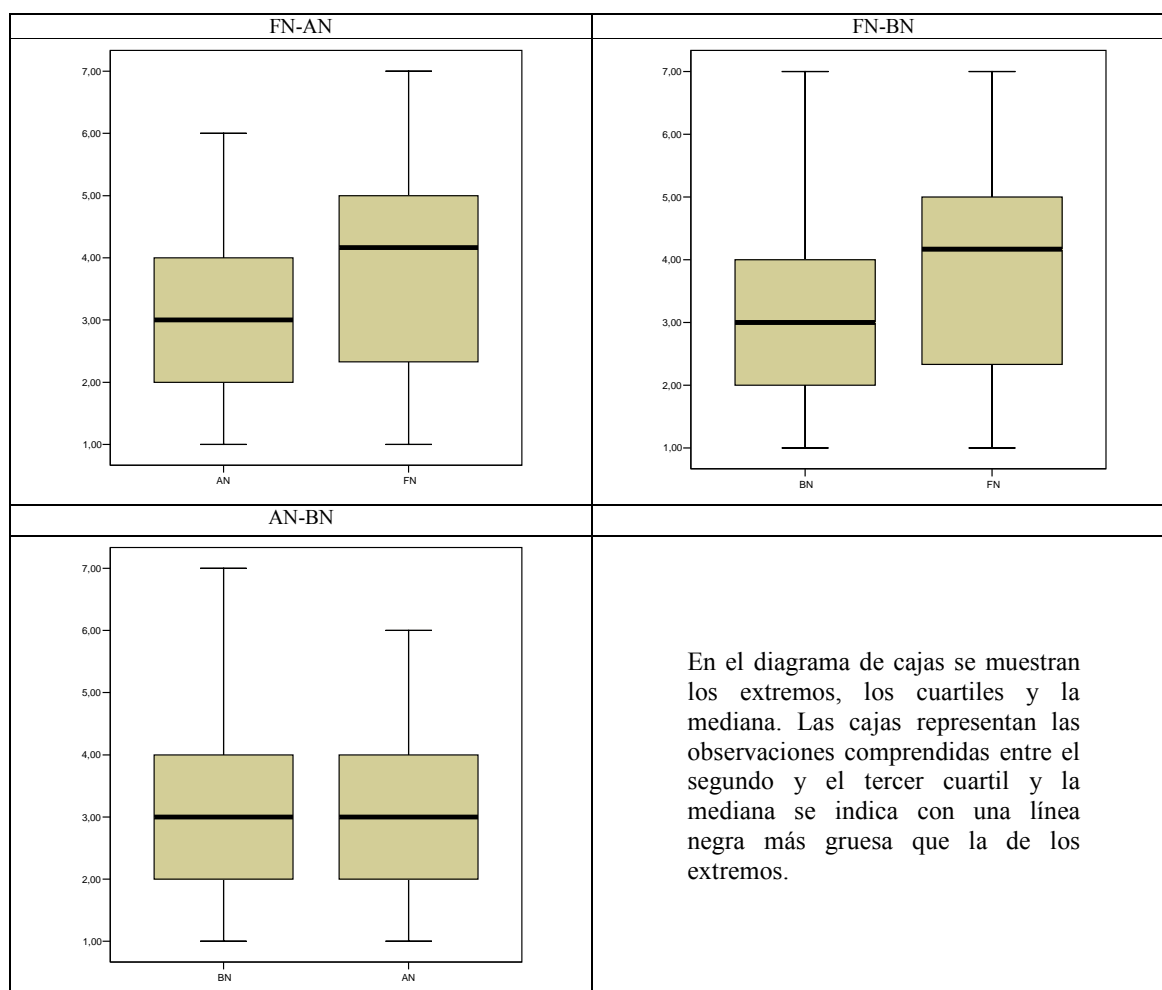 FN-AN
7,00
6,00
5,00
4,00
3,00
2,00
1,00
AN FN
FN-BN
7,00
6,00
5,00
4,00
3,00
2,00
1,00
BN FN
AN-BN
7,00
6,00
5,00
4,00
3,00
2,00
1,00
BN AN
En el diagrama de cajas se muestran
los extremos, los cuartiles y la
mediana. Las cajas representan las
observaciones comprendidas entre el
segundo y el tercer cuartil y la
mediana se indica con una línea
negra más gruesa que la de los
extremos.